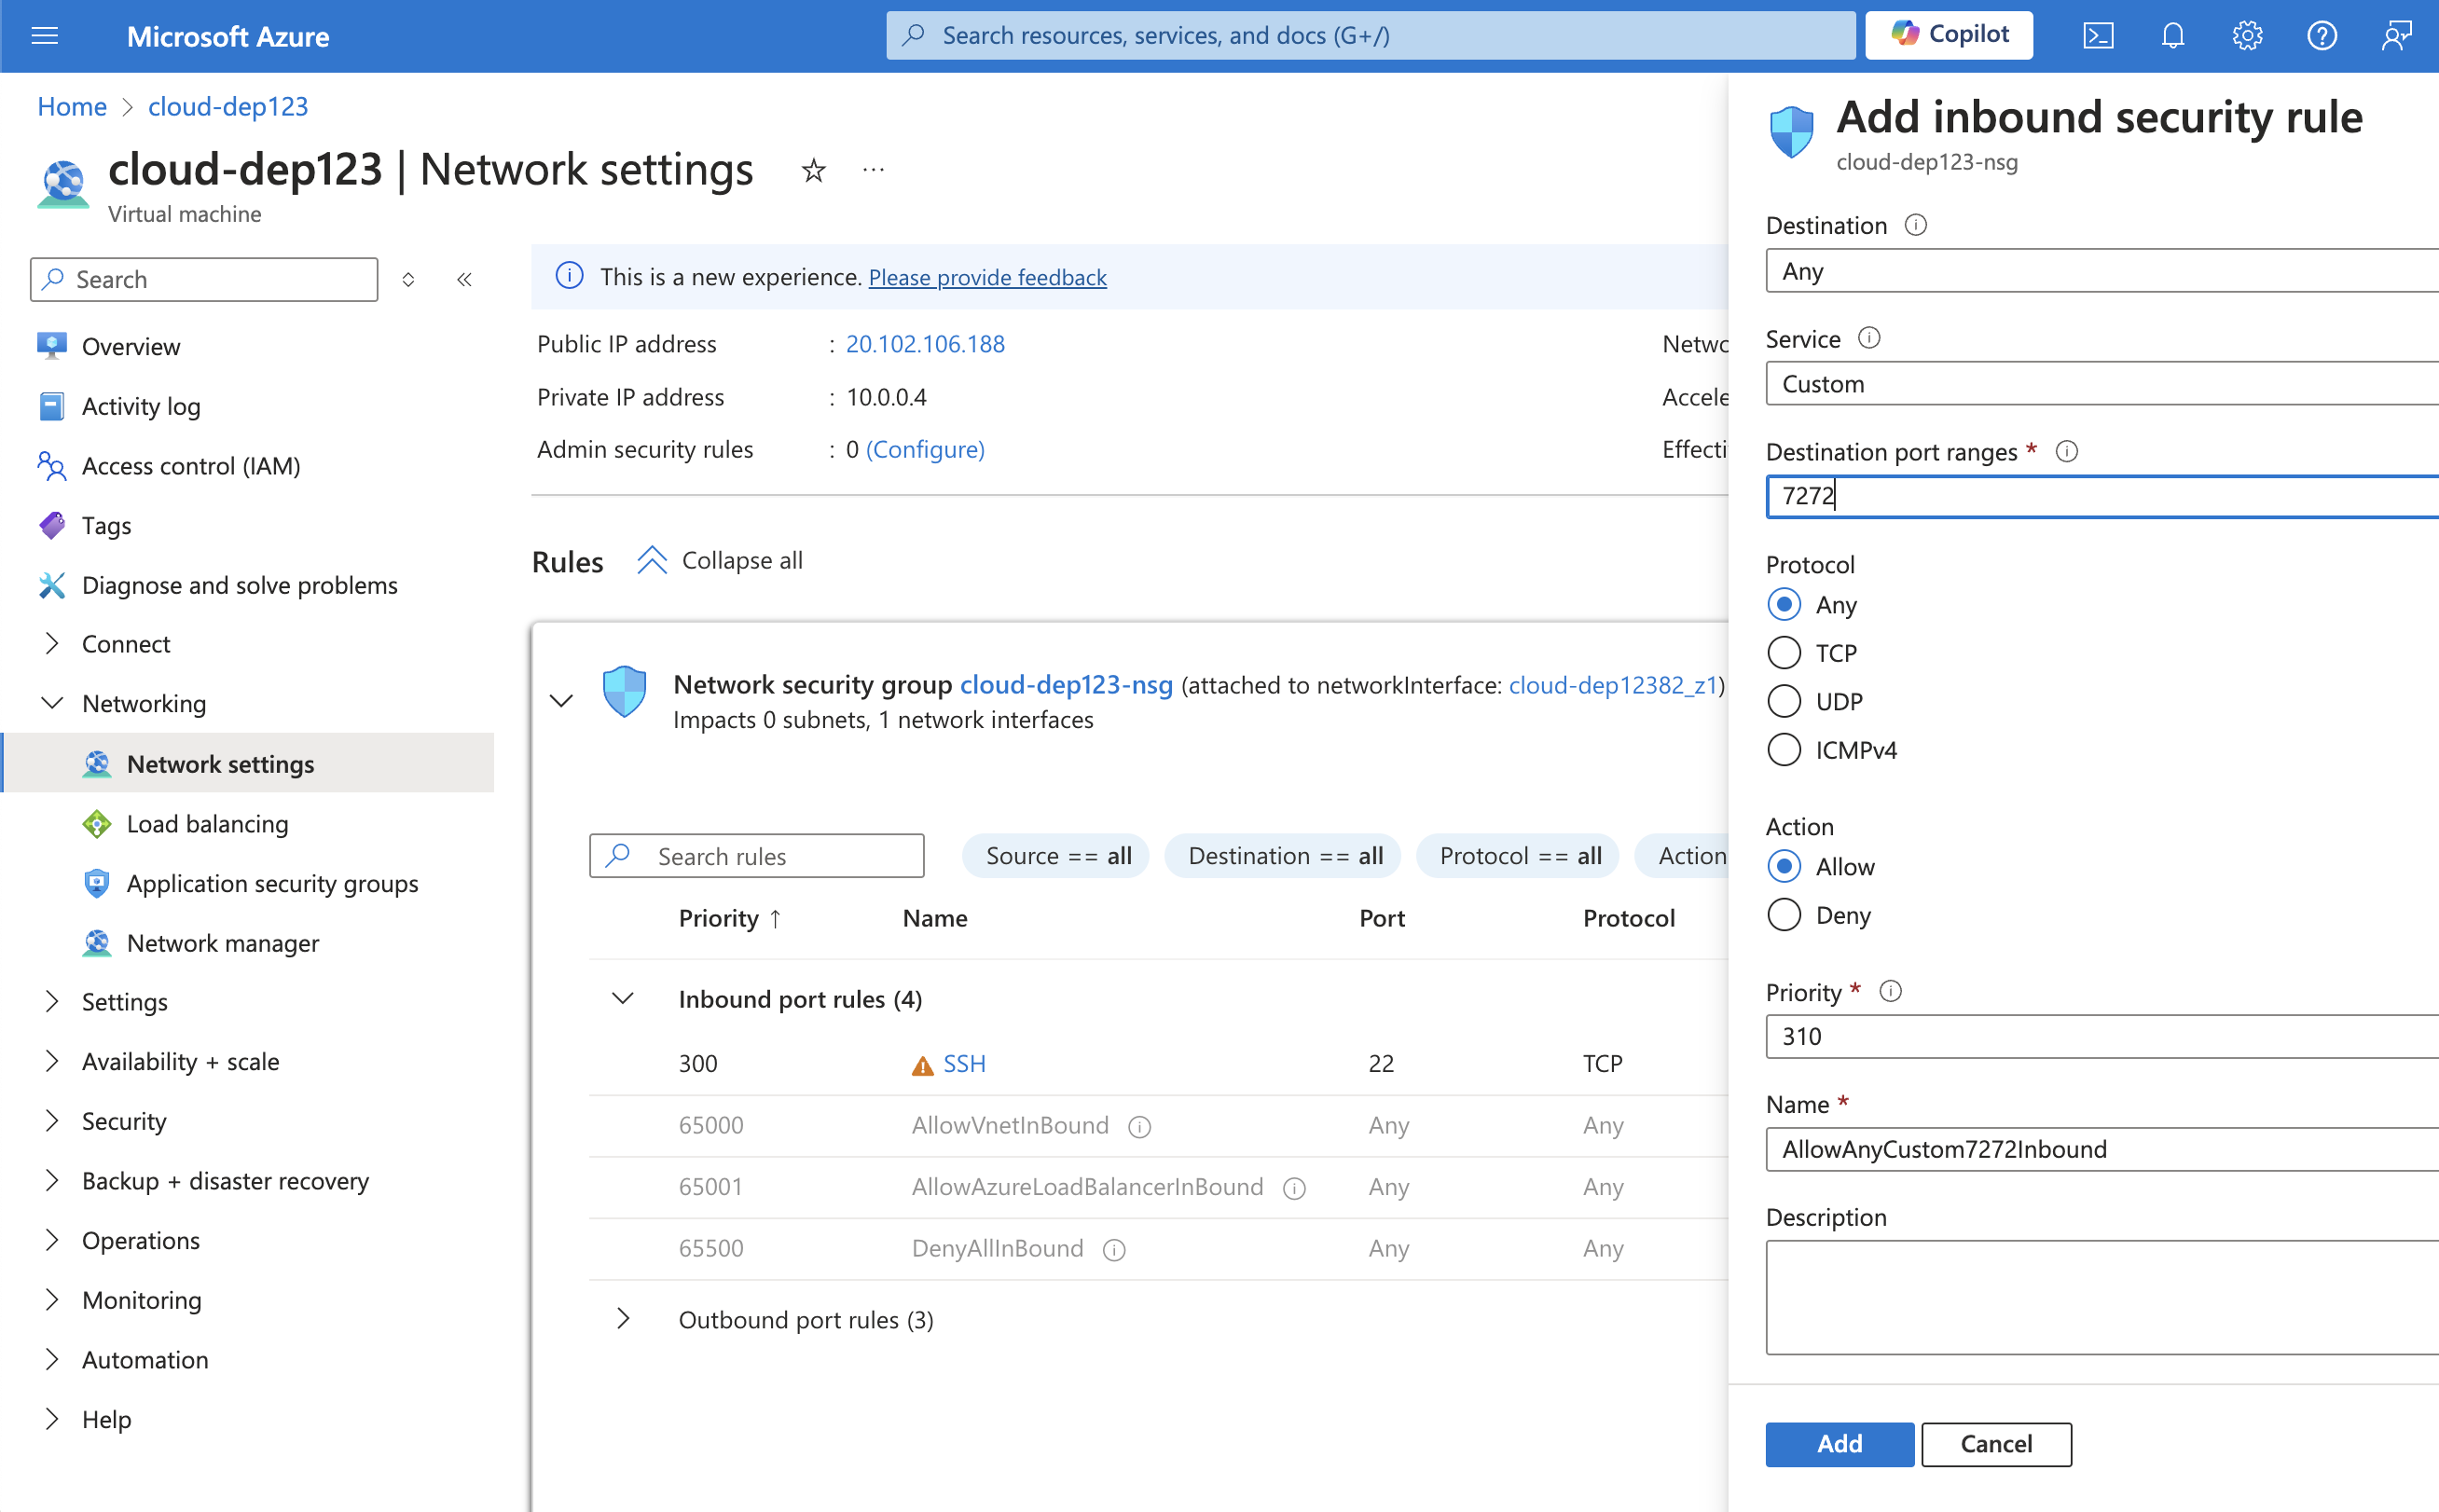 Microsoft Azure
Search resources, services, and docs (G+/)
Copilot
Home > cloud-dep123
cloud-dep123 | Network settings
Virtual machine
Search
Overview
Activity log
Access control (IAM)
Tags
Diagnose and solve problems
Connect
Networking
Network settings
Load balancing
Application security groups
Network manager
Settings
Availability + scale
Security
Backup + disaster recovery
Operations
Monitoring
Automation
Help
This is a new experience. Please provide feedback
Public IP address : 20.102.106.188
Private IP address : 10.0.0.4
Admin security rules : 0 (Configure)
Netwo
Accele
Effecti
Rules Collapse all
Network security group cloud-dep123-nsg (attached to networkInterface: cloud-dep12382_z1)
Impacts 0 subnets, 1 network interfaces
Search rules
Source == all Destination == all Protocol == all Action
Priority ↑ Name Port Protocol
Inbound port rules (4)
300 SSH 22 TCP
65000 AllowVnetInBound Any Any
65001 AllowAzureLoadBalancerInBound Any Any
65500 DenyAllInBound Any Any
Outbound port rules (3)
Add inbound security rule
cloud-dep123-nsg
Destination
Any
Service
Custom
Destination port ranges *
7272
Protocol
Any
TCP
UDP
ICMPv4
Action
Allow
Deny
Priority *
310
Name *
AllowAnyCustom7272Inbound
Description
Add Cancel